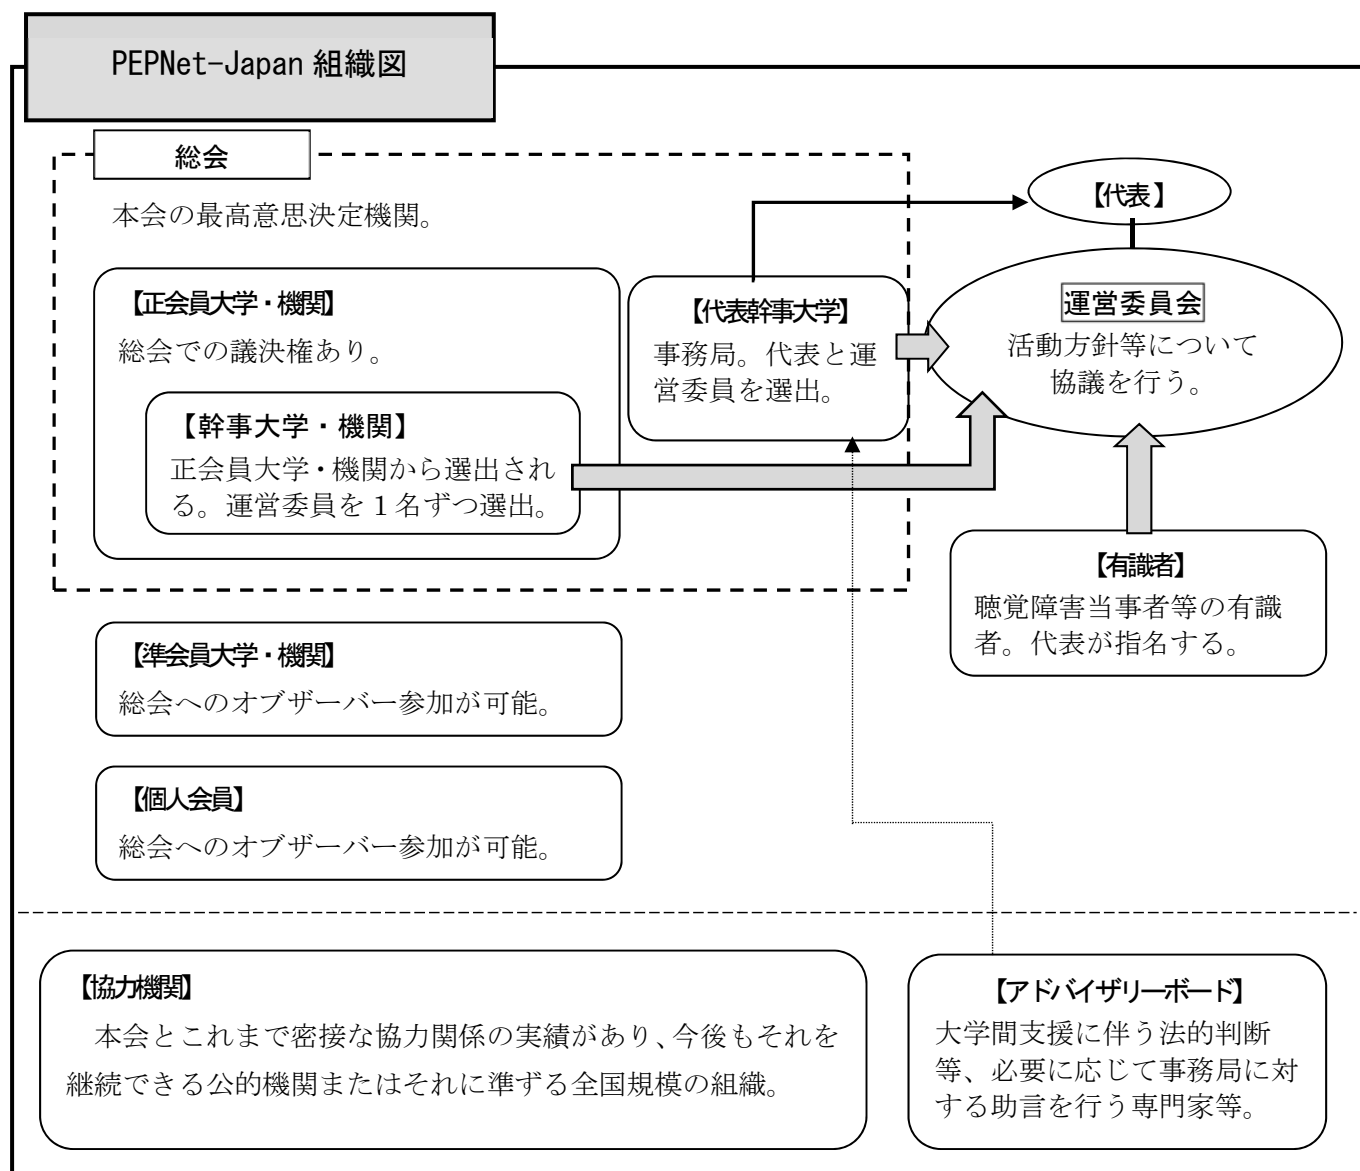 PEPNet-Japan 組織図
総会
本会の最高意思決定機関。
【正会員大学・機関】
総会での議決権あり。
【幹事大学・機関】
正会員大学・機関から選出され
る。運営委員を１名ずつ選出。
【代表幹事大学】
事務局。代表と運
営委員を選出。
【代表】
運営委員会
活動方針等について
協議を行う。
【有識者】
聴覚障害当事者等の有識
者。代表が指名する。
【準会員大学・機関】
総会へのオブザーバー参加が可能。
【個人会員】
総会へのオブザーバー参加が可能。
【協力機関】
本会とこれまで密接な協力関係の実績があり、今後もそれを
継続できる公的機関またはそれに準ずる全国規模の組織。
【アドバイザリーボード】
大学間支援に伴う法的判断
等、必要に応じて事務局に対
する助言を行う専門家等。